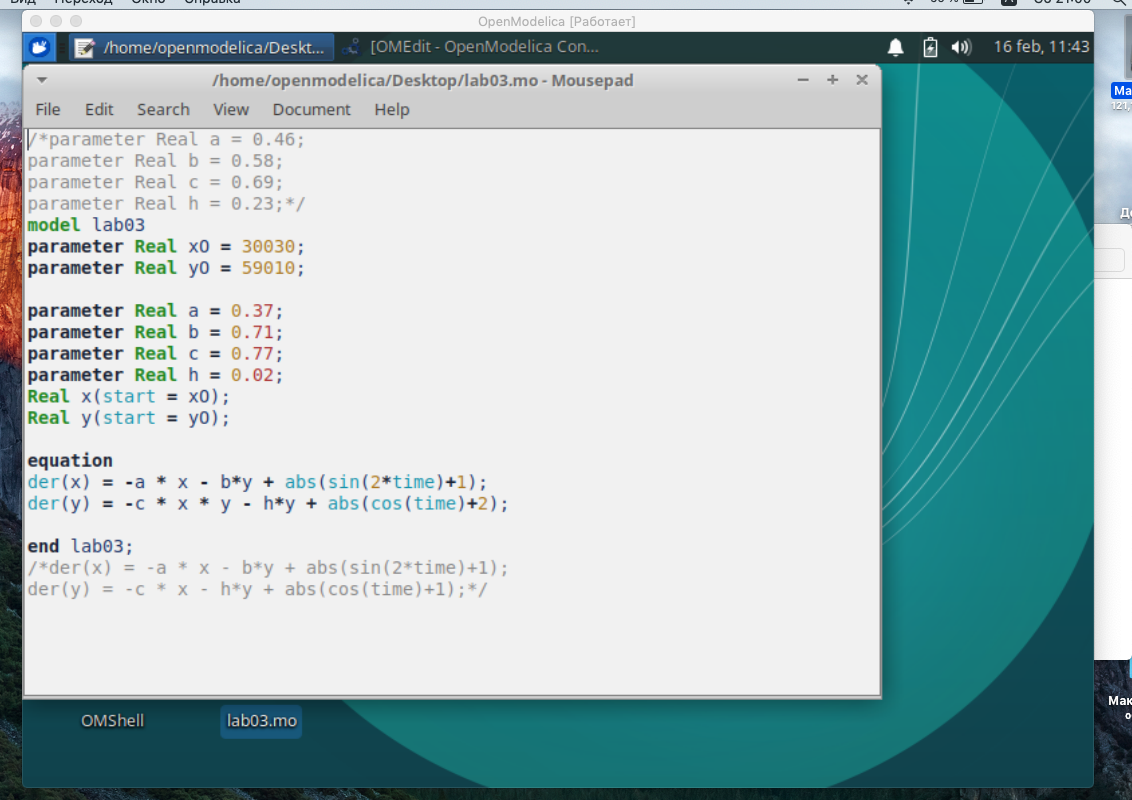 Вид Переход Окно Справка
OpenModelica [Работает]
/home/openmodelica/Deskt...
[OMEdit - OpenModelica Con...
16 feb, 11:43
/home/openmodelica/Desktop/lab03.mo - Mousepad
File Edit Search View Document Help
/*parameter Real a = 0.46;
parameter Real b = 0.58;
parameter Real c = 0.69;
parameter Real h = 0.23;*/
model lab03
parameter Real xO = 30030;
parameter Real yO = 59010;
parameter Real a = 0.37;
parameter Real b = 0.71;
parameter Real c = 0.77;
parameter Real h = 0.02;
Real x(start = xO);
Real y(start = yO);
equation
der(x) = -a * x - b*y + abs(sin(2*time)+1);
der(y) = -c * x * y - h*y + abs(cos(time)+2);
end lab03;
/*der(x) = -a * x - b*y + abs(sin(2*time)+1);
der(y) = -c * x - h*y + abs(cos(time)+1);*/
OMShell
lab03.mo